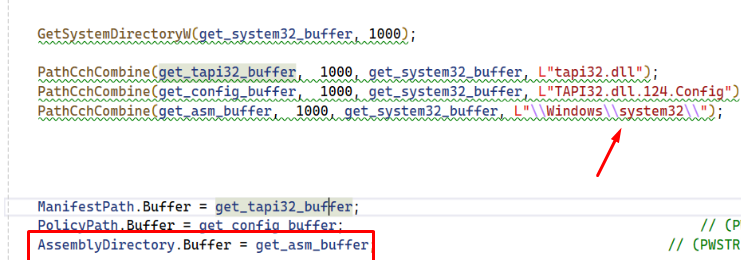 GetSystemDirectoryW(get_system32_buffer, 1000);
PathCchCombine(get_tapi32_buffer,  1000, get_system32_buffer, L"tapi32.dll");
PathCchCombine(get_config_buffer,  1000, get_system32_buffer, L"TAPI32.dll.124.Config")
PathCchCombine(get_asm_buffer,  1000, get_system32_buffer, L"\\Windows\\system32\\");
ManifestPath.Buffer = get_tapi32_buffer;
PolicyPath.Buffer = get_config_buffer; // (P
AssemblyDirectory.Buffer = get_asm_buffer // (PWSTR